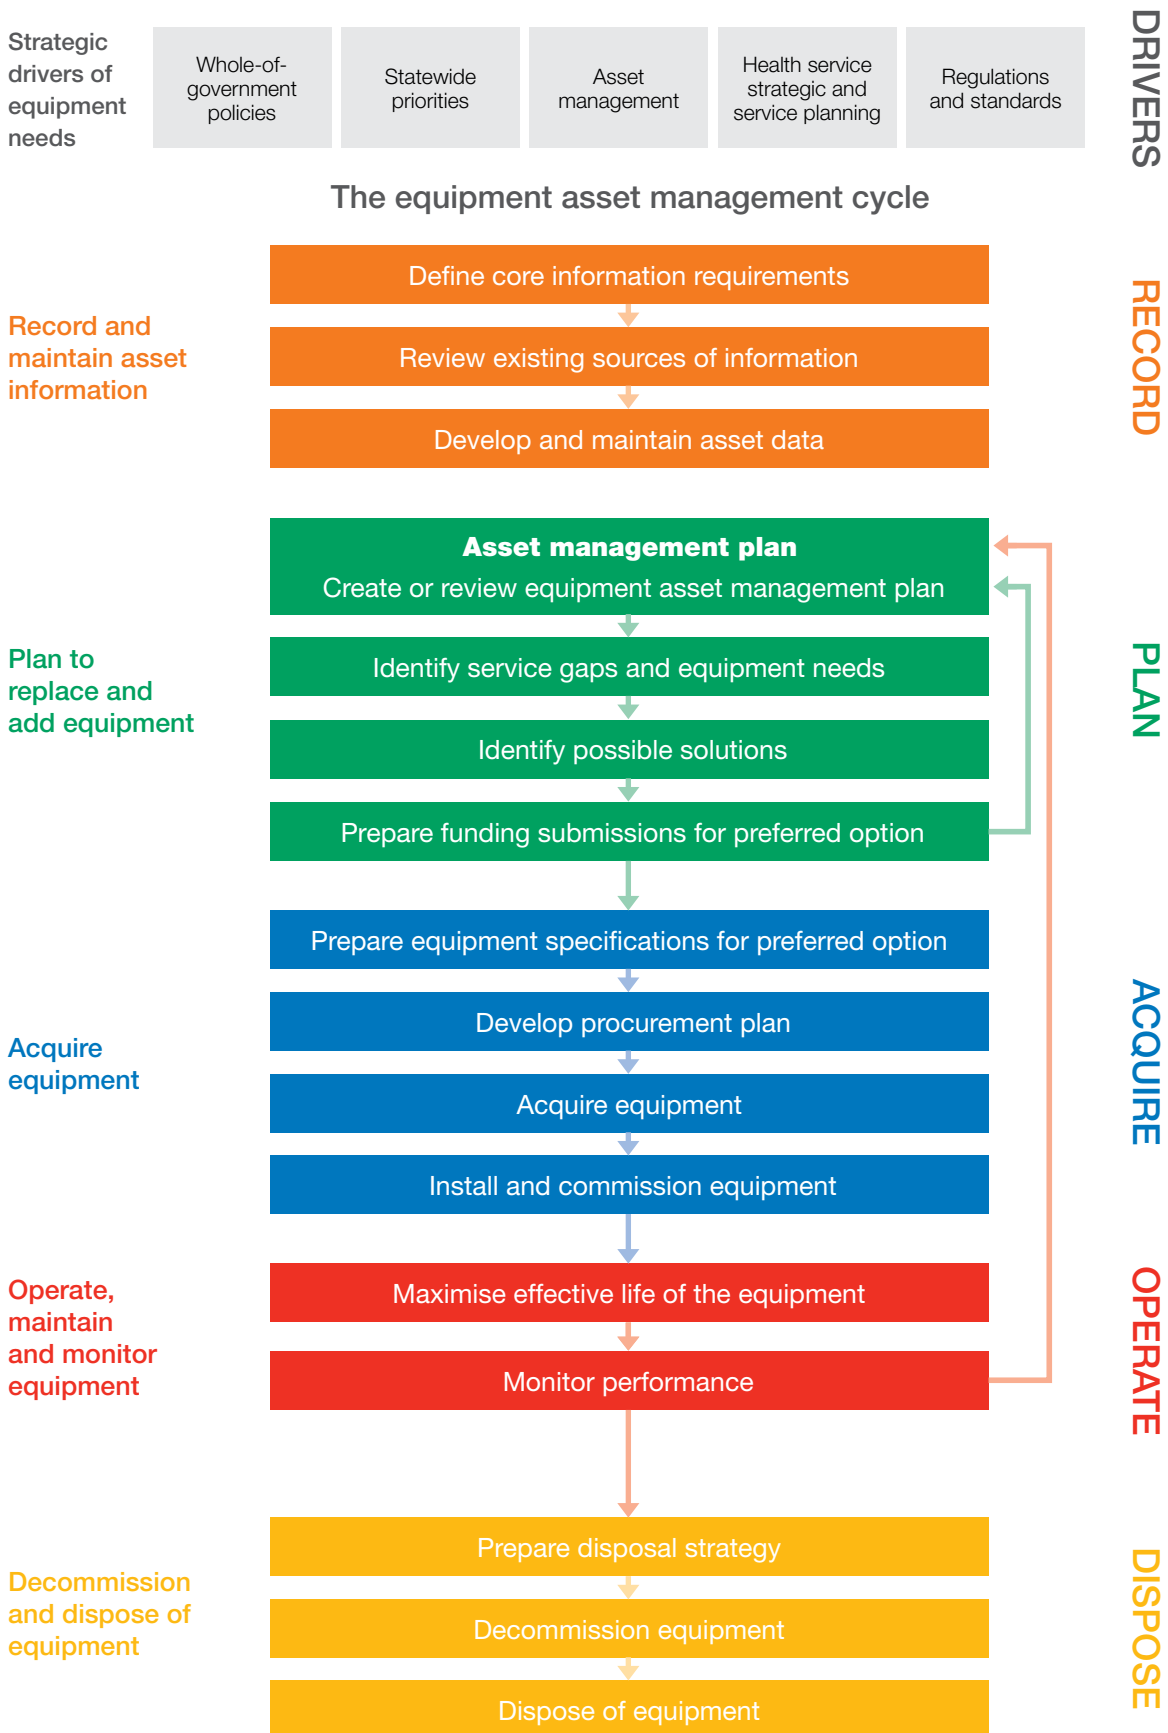 Strategic
drivers of
equipment
needs
Whole-of-
government
policies
Statewide
priorities
Asset
management
Health service
strategic and
service planning
Regulations
and standards
DRIVERS
The equipment asset management cycle
Record and
maintain asset
information
Define core information requirements
Review existing sources of information
Develop and maintain asset data
RECORD
Plan to
replace and
add equipment
Asset management plan
Create or review equipment asset management plan
Identify service gaps and equipment needs
Identify possible solutions
Prepare funding submissions for preferred option
PLAN
Acquire
equipment
Prepare equipment specifications for preferred option
Develop procurement plan
Acquire equipment
Install and commission equipment
ACQUIRE
Operate,
maintain
and monitor
equipment
Maximise effective life of the equipment
Monitor performance
OPERATE
Decommission
and dispose of
equipment
Prepare disposal strategy
Decommission equipment
Dispose of equipment
DISPOSE